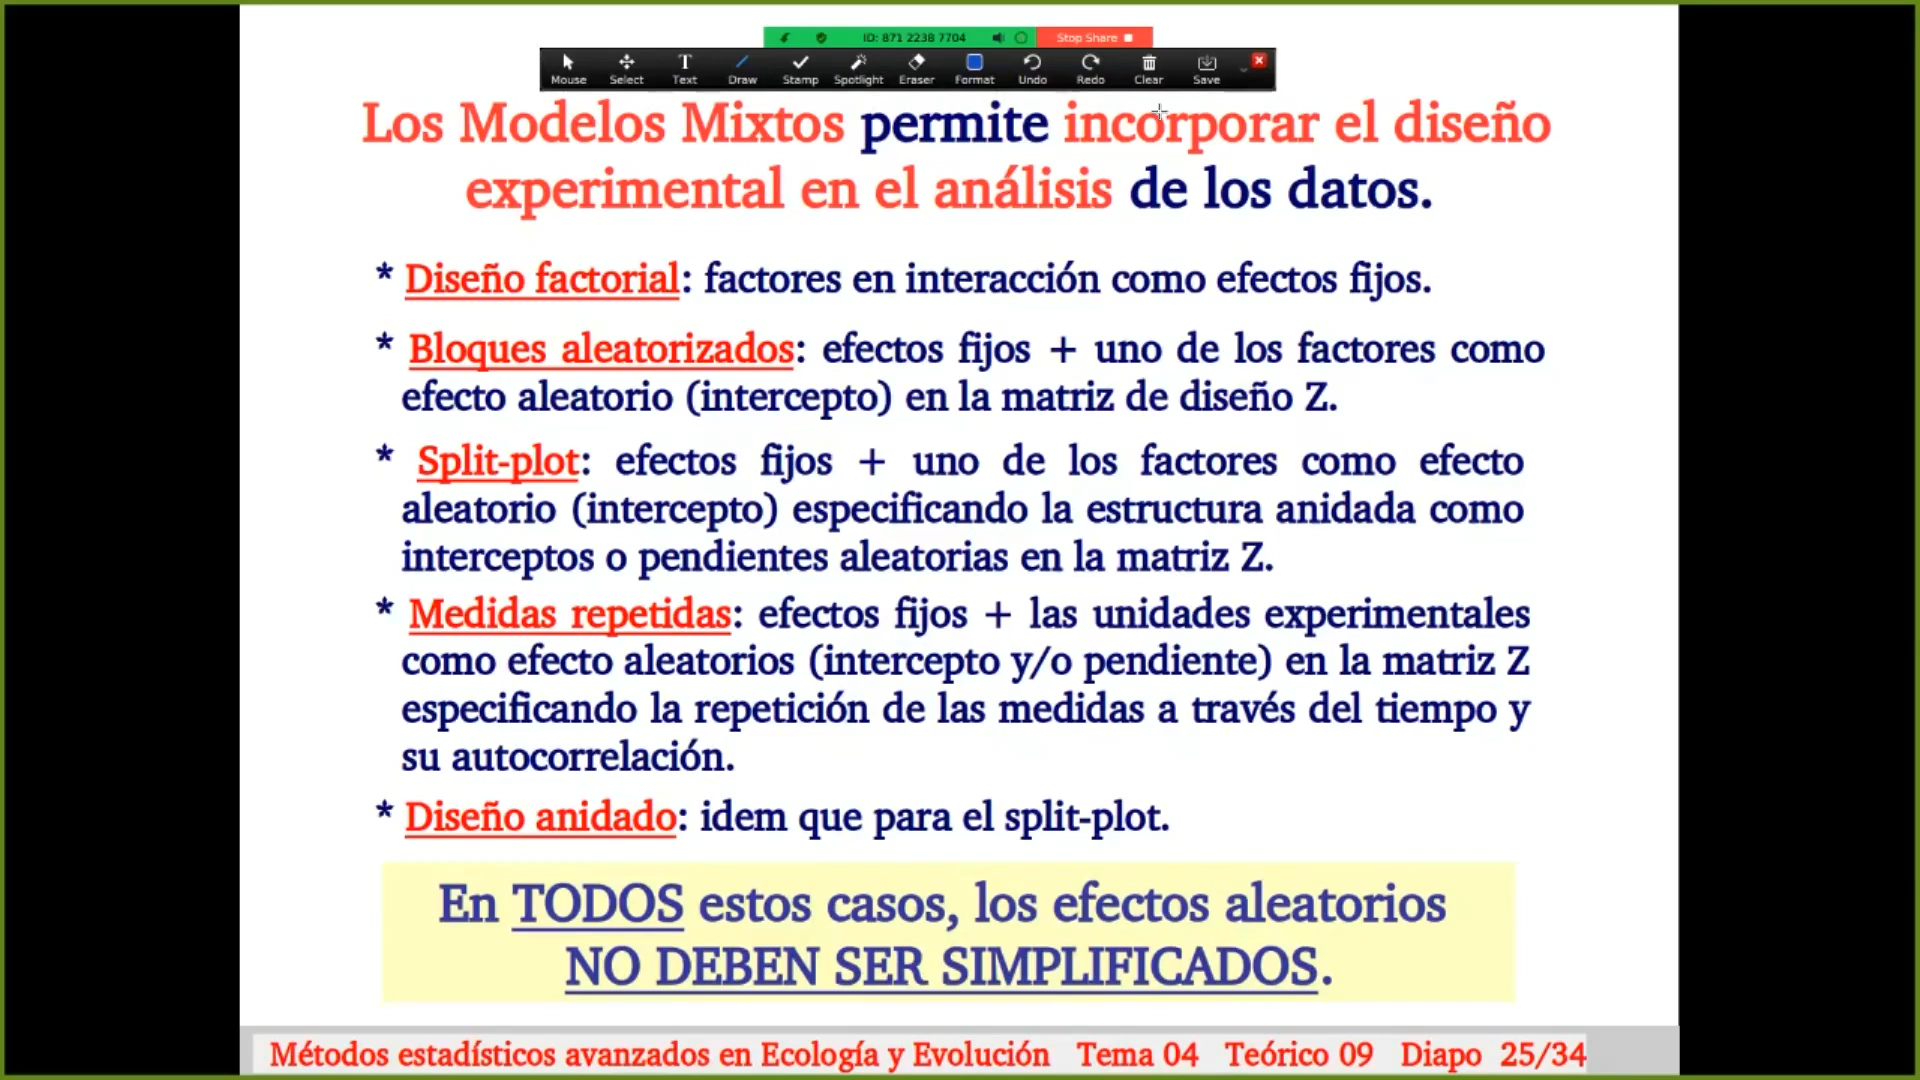 ID: 871 2238 7704 Stop Share
Mouse Select Text Draw Stamp Spotlight Eraser Format Undo Redo Clear Save
Los Modelos Mixtos permite incorporar el diseño
experimental en el análisis de los datos.
* Diseño factorial: factores en interacción como efectos fijos.
* Bloques aleatorizados: efectos fijos + uno de los factores como
efecto aleatorio (intercepto) en la matriz de diseño Z.
* Split-plot: efectos fijos + uno de los factores como efecto
aleatorio (intercepto) especificando la estructura anidada como
interceptos o pendientes aleatorias en la matriz Z.
* Medidas repetidas: efectos fijos + las unidades experimentales
como efecto aleatorios (intercepto y/o pendiente) en la matriz Z
especificando la repetición de las medidas a través del tiempo y
su autocorrelación.
* Diseño anidado: idem que para el split-plot.
En TODOS estos casos, los efectos aleatorios
NO DEBEN SER SIMPLIFICADOS.
Métodos estadísticos avanzados en Ecología y Evolución Tema 04 Teórico 09 Diapo 25/34